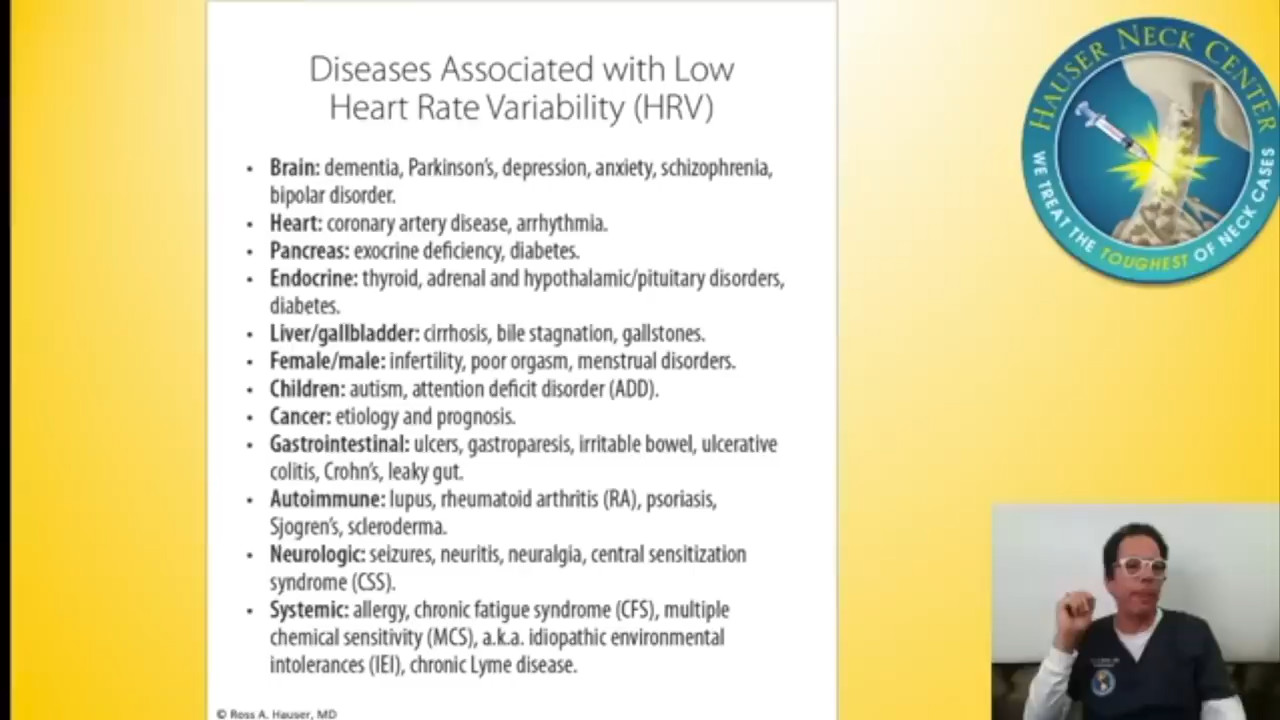 Diseases Associated with Low
Heart Rate Variability (HRV)
• Brain: dementia, Parkinson's, depression, anxiety, schizophrenia,
bipolar disorder.
• Heart: coronary artery disease, arrhythmia.
• Pancreas: exocrine deficiency, diabetes.
• Endocrine: thyroid, adrenal and hypothalamic/pituitary disorders,
diabetes.
• Liver/gallbladder: cirrhosis, bile stagnation, gallstones.
• Female/male: infertility, poor orgasm, menstrual disorders.
• Children: autism, attention deficit disorder (ADD).
• Cancer: etiology and prognosis.
• Gastrointestinal: ulcers, gastroparesis, irritable bowel, ulcerative
colitis, Crohn's, leaky gut.
• Autoimmune: lupus, rheumatoid arthritis (RA), psoriasis,
Sjogren's, scleroderma.
• Neurologic: seizures, neuritis, neuralgia, central sensitization
syndrome (CSS).
• Systemic: allergy, chronic fatigue syndrome (CFS), multiple
chemical sensitivity (MCS), a.k.a. idiopathic environmental
intolerances (IEI), chronic Lyme disease.
© Ross A. Hauser, MD
HAUSER NECK CENTER
WE TREAT THE TOUGHEST OF NECK CASES